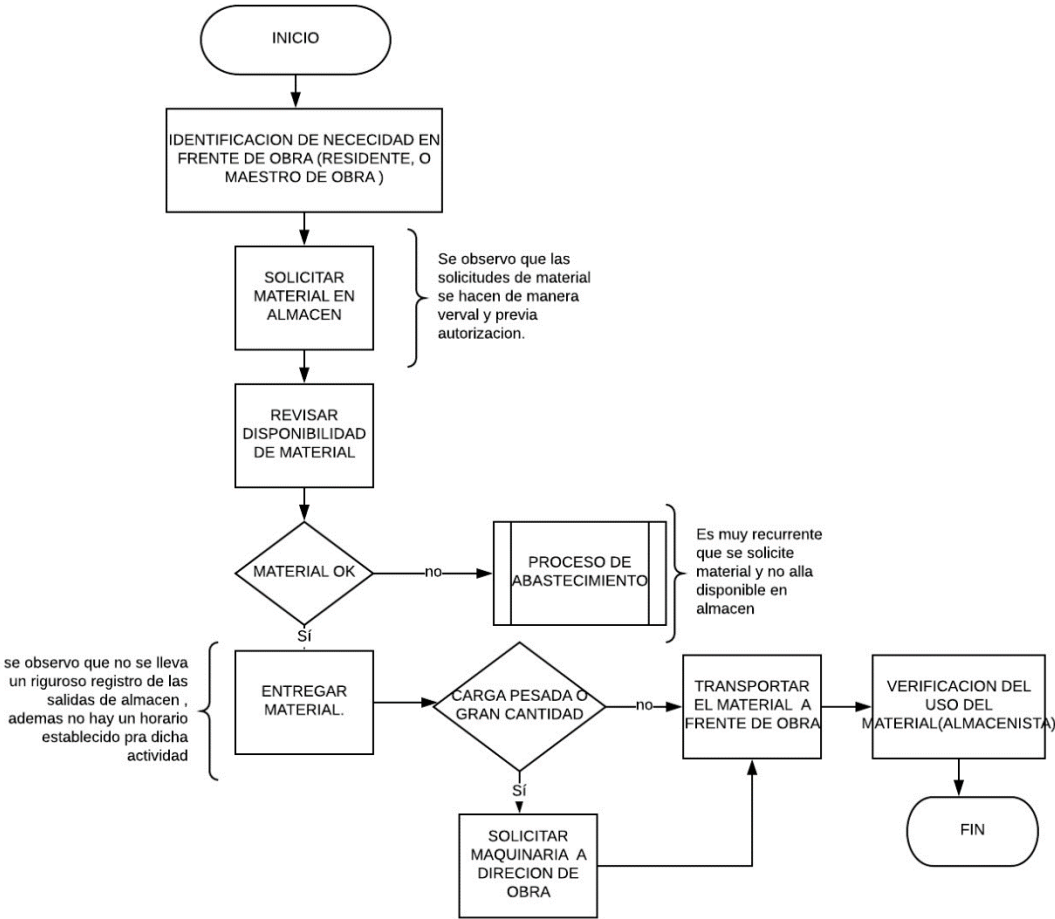 INICIO
IDENTIFICACION DE NECECIDAD EN
FRENTE DE OBRA (RESIDENTE, O
MAESTRO DE OBRA )
SOLICITAR
MATERIAL EN
ALMACEN
Se observo que las
solicitudes de material
se hacen de manera
verval y previa
autorizacion.
REVISAR
DISPONIBILIDAD
DE MATERIAL
MATERIAL OK
no
PROCESO DE
ABASTECIMIENTO
Es muy recurrente
que se solicite
material y no alla
disponible en
almacen
Sí
se observo que no se lleva
un riguroso registro de las
salidas de almacen ,
ademas no hay un horario
establecido pra dicha
actividad
ENTREGAR
MATERIAL.
CARGA PESADA O
GRAN CANTIDAD
no
TRANSPORTAR
EL MATERIAL A
FRENTE DE OBRA
VERIFICACION DEL
USO DEL
MATERIAL(ALMACENISTA)
Sí
SOLICITAR
MAQUINARIA A
DIRECION DE
OBRA
FIN